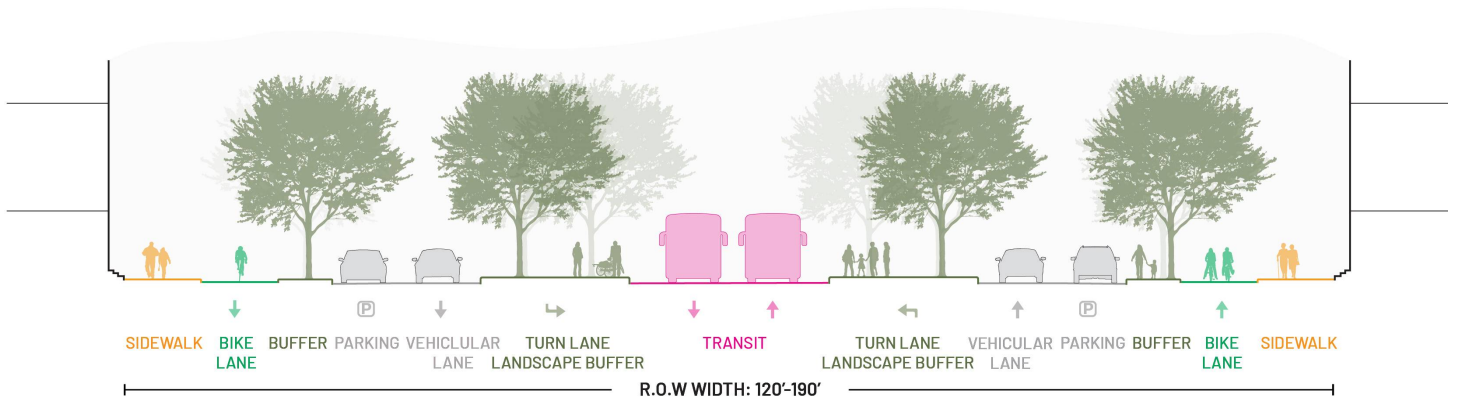 P
P
SIDEWALK BIKE BUFFER PARKING VEHICLULAR TURN LANE TRANSIT TURN LANE VEHICULAR PARKING BUFFER BIKE SIDEWALK
LANE LANE LANDSCAPE BUFFER LANDSCAPE BUFFER LANE LANE
R.O.W WIDTH: 120'-190'